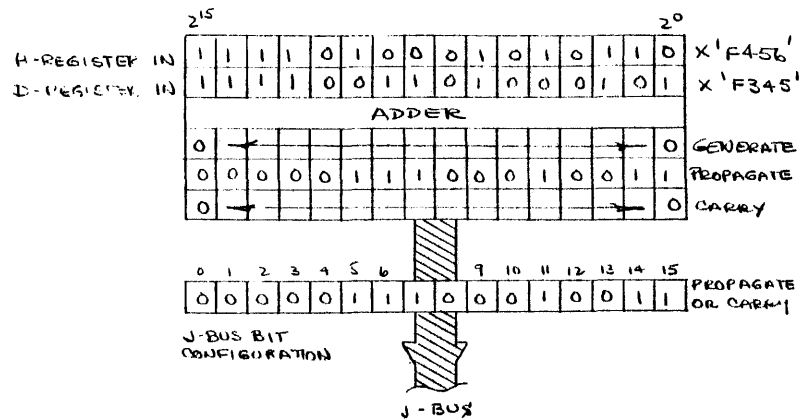 2¹⁵ 2⁰
H-REGISTER IN 1 1 1 1 0 1 0 0 0 1 0 1 0 1 1 0 X'F456'
D-REGISTER IN 1 1 1 1 0 0 1 1 0 1 0 0 0 1 0 1 X'F345'
ADDER
0 0 GENERATE
0 0 0 0 0 1 1 1 0 0 0 1 0 0 1 1 PROPAGATE
0 0 CARRY
0 1 2 3 4 5 6 9 10 11 12 13 14 15
0 0 0 0 0 1 1 1 0 0 0 1 0 0 1 1 PROPAGATE
OR CARRY
J-BUS BIT
CONFIGURATION
J-BUS